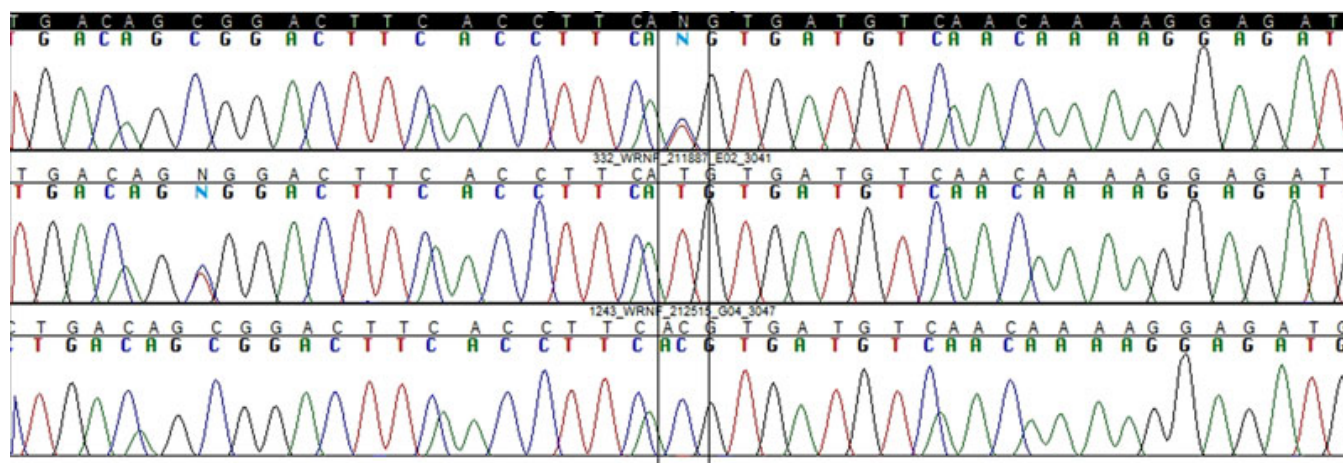 T G A C A G C G G A C T T C A C C T T C A N G T G A T G T C A A C A A A A G G A G A T
T G A C A G C G G A C T T C A C C T T C A N G T G A T G T C A A C A A A A G G A G A T
332_WRNF_211887_E02_3041
T G A C A G N G G A C T T C A C C T T C A T G T G A T G T C A A C A A A A G G A G A T
T G A C A G N G G A C T T C A C C T T C A T G T G A T G T C A A C A A A A G G A G A T
1243_WRNF_212515_G04_3047
C T G A C A G C G G A C T T C A C C T T C A C G T G A T G T C A A C A A A A G G A G A T G
C T G A C A G C G G A C T T C A C C T T C A C G T G A T G T C A A C A A A A G G A G A T G